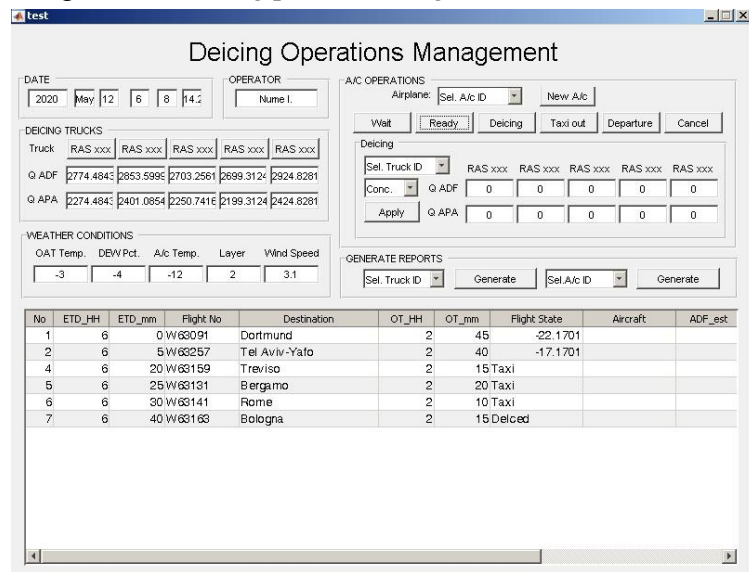 test
Deicing Operations Management
DATE
2020 May 12 6 8 14.2
OPERATOR
Nume I.
DEICING TRUCKS
Truck RAS xxx RAS xxx RAS xxx RAS xxx RAS xxx
Q ADF 2774.4843 2853.5999 2703.2561 2699.3124 2924.8281
Q APA 2274.4843 2401.0854 2250.7416 2199.3124 2424.8281
WEATHER CONDITIONS
OAT Temp. DEW Pct. A/c Temp. Layer Wind Speed
-3 -4 -12 2 3.1
A/C OPERATIONS
Airplane: Sel. A/c ID New A/c
Wait Ready Deicing Taxi out Departure Cancel
Deicing
Sel. Truck ID RAS xxx RAS xxx RAS xxx RAS xxx RAS xxx
Conc. Q ADF 0 0 0 0 0
Apply Q APA 0 0 0 0 0
GENERATE REPORTS
Sel. Truck ID Generate Sel.A/c ID Generate
No ETD_HH ETD_mm Flight No Destination OT_HH OT_mm Flight State Aircraft ADF_est
1 6 0 W63091 Dortmund 2 45 -22.1701
2 6 5 W63257 Tel Aviv-Yafo 2 40 -17.1701
4 6 20 W63159 Treviso 2 15 Taxi
5 6 25 W63131 Bergamo 2 20 Taxi
6 6 30 W63141 Rome 2 10 Taxi
7 6 40 W63163 Bologna 2 15 DeIced